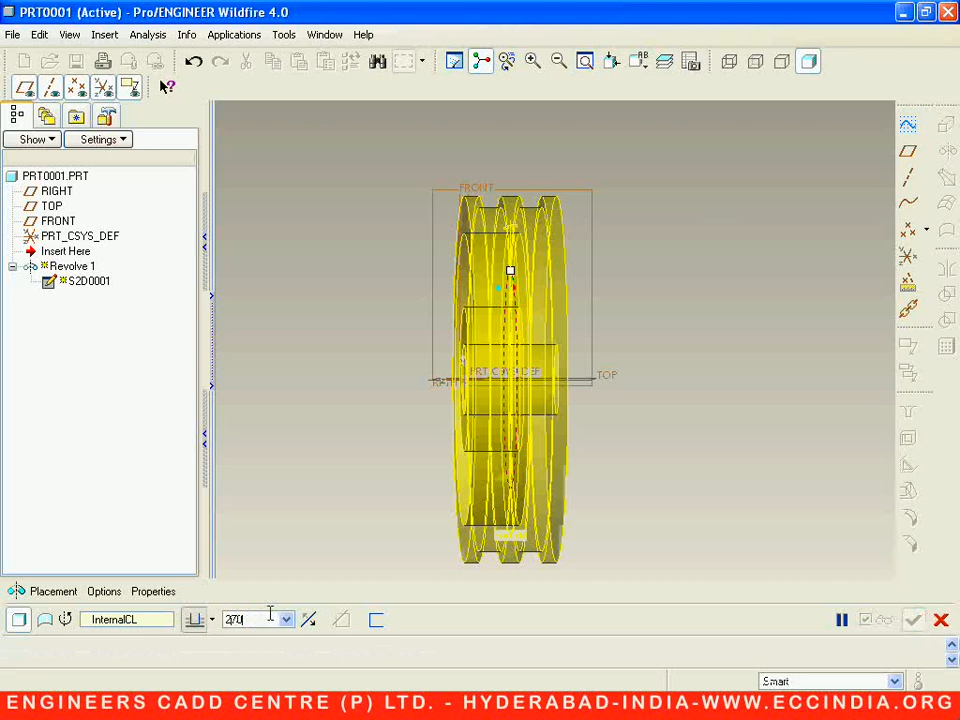 PRT0001 (Active) - Pro/ENGINEER Wildfire 4.0
File Edit View Insert Analysis Info Applications Tools Window Help
Show Settings
PRT0001.PRT
RIGHT
TOP
FRONT
PRT_CSYS_DEF
Insert Here
Revolve 1
S2D0001
FRONT
PRT_CSYS_DEF
TOP
Placement Options Properties
InternalCL
270
Smart
ENGINEERS CADD CENTRE (P) LTD. - HYDERABAD-INDIA-WWW.ECCINDIA.ORG